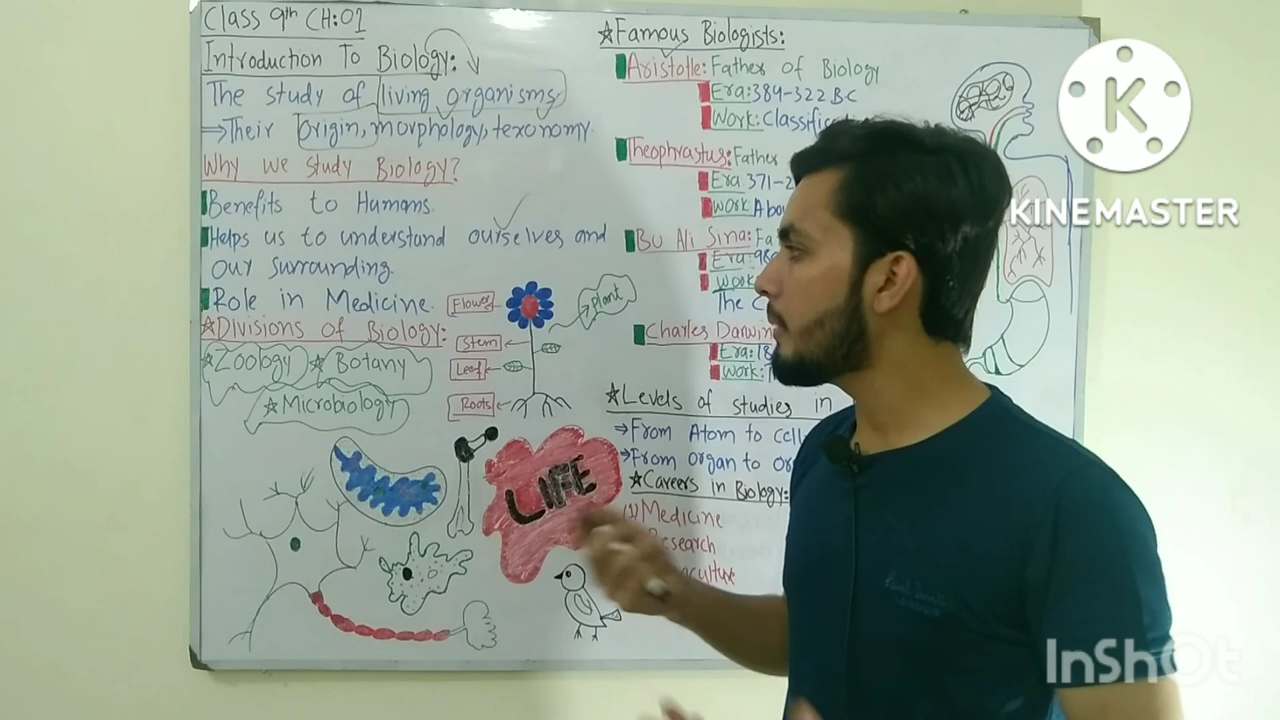 Class 9th CH:01
Introduction To Biology:
The study of living organisms
⇒Their origin, morphology, texonomy.
Why we study Biology?
Benefits to Humans.
Helps us to understand ourselves and
our surrounding.
Role in Medicine.
☆Divisions of Biology:
☆Zoology ☆ Botany
☆Microbiology
Flower
plant
Stem
Leaf
Roots
LIFE
☆Famous Biologists:
Aristotle: Father of Biology
Era: 384-322 BC
Work:
Theophrastus: Father
Era 371-2
Work
Bu Ali Sina:
Era: 98
Work
The C
Charles Darwin
Era: 18
Work: T
☆Levels of studies in
→From Atom to cell
→From organ to
☆Careers in Biology:
(1) Medicine
K
KINEMASTER
InShOt